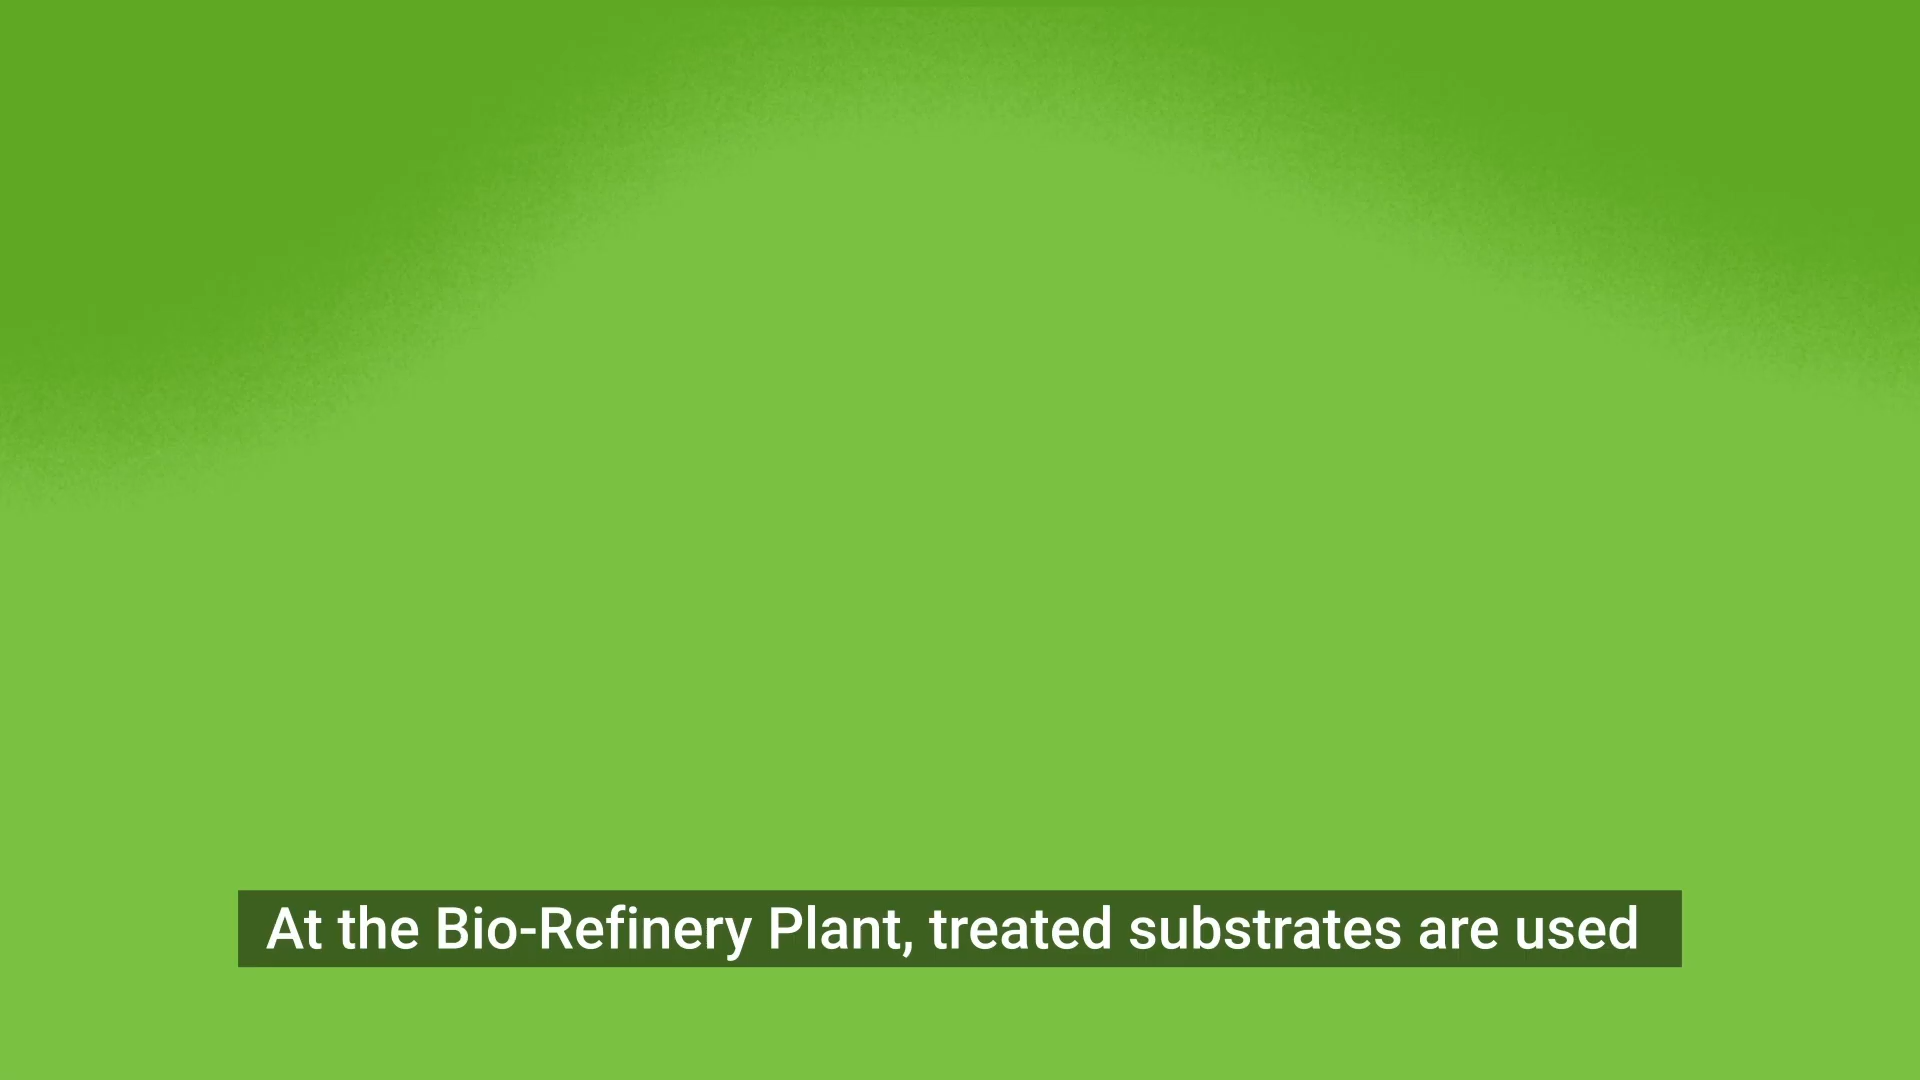 At the Bio-Refinery Plant, treated substrates are used